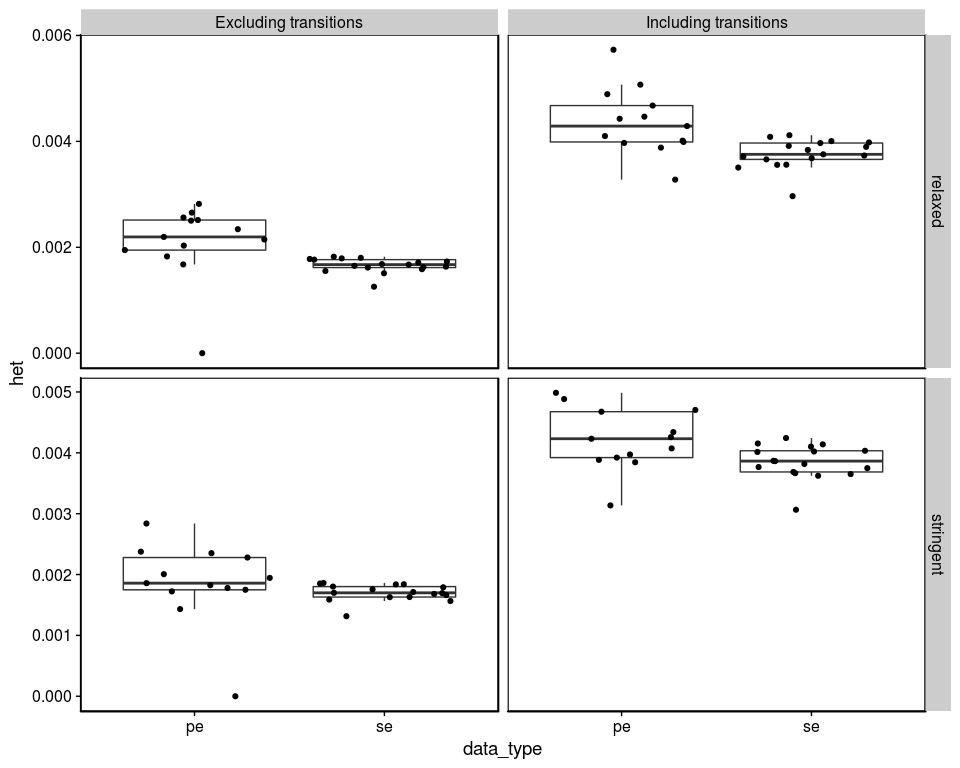 Excluding transitions
Including transitions
0.006
0.004
0.002
0.000
relaxed
het
0.005
0.004
0.003
0.002
0.001
0.000
stringent
pe
se
pe
se
data_type